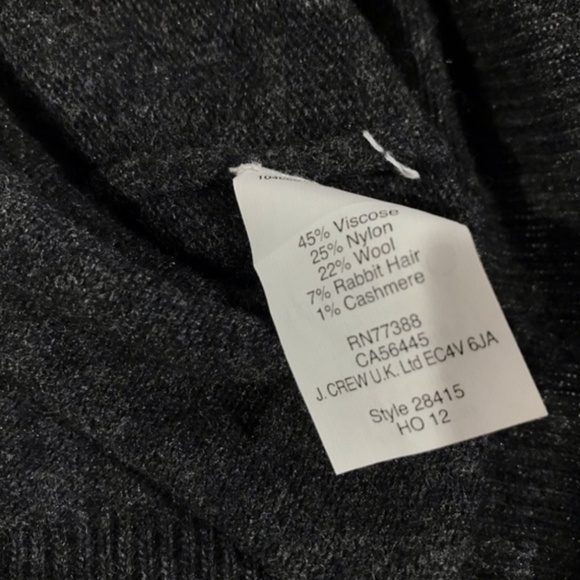 45% Viscose
25% Nylon
22% Wool
7% Rabbit Hair
1% Cashmere
RN77388
CA56445
J. CREW U.K. Ltd EC4V 6JA
Style 28415
HO 12